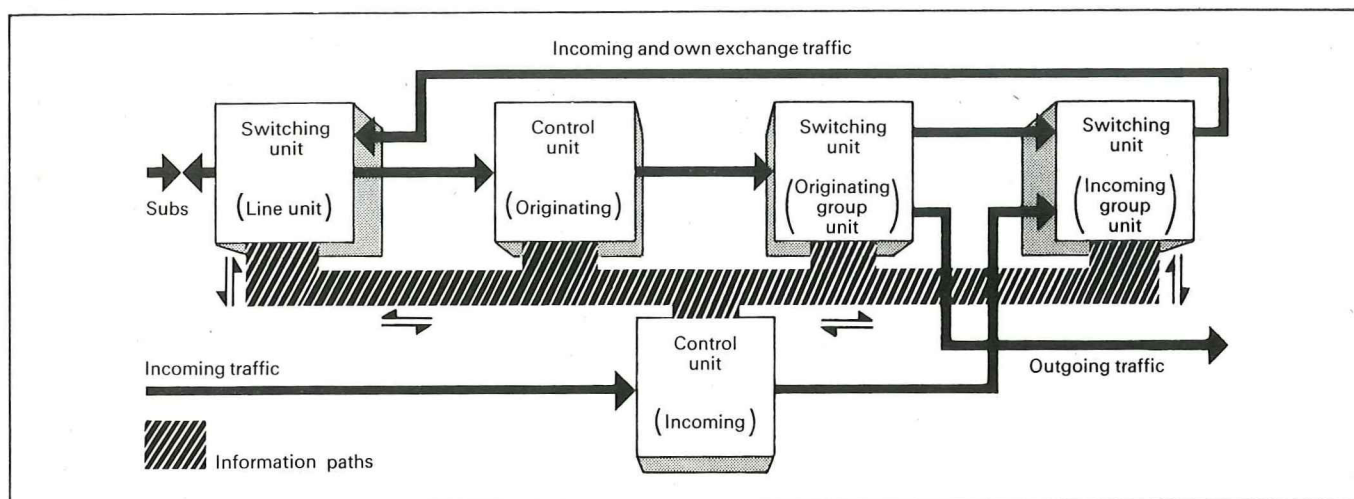 Incoming and own exchange traffic
Switching
unit
(Line unit)
Control
unit
(Originating)
Switching
unit
(Originating
group
unit)
Switching
unit
(Incoming
group
unit)
Subs
Control
unit
(Incoming)
Incoming traffic
Outgoing traffic
Information paths